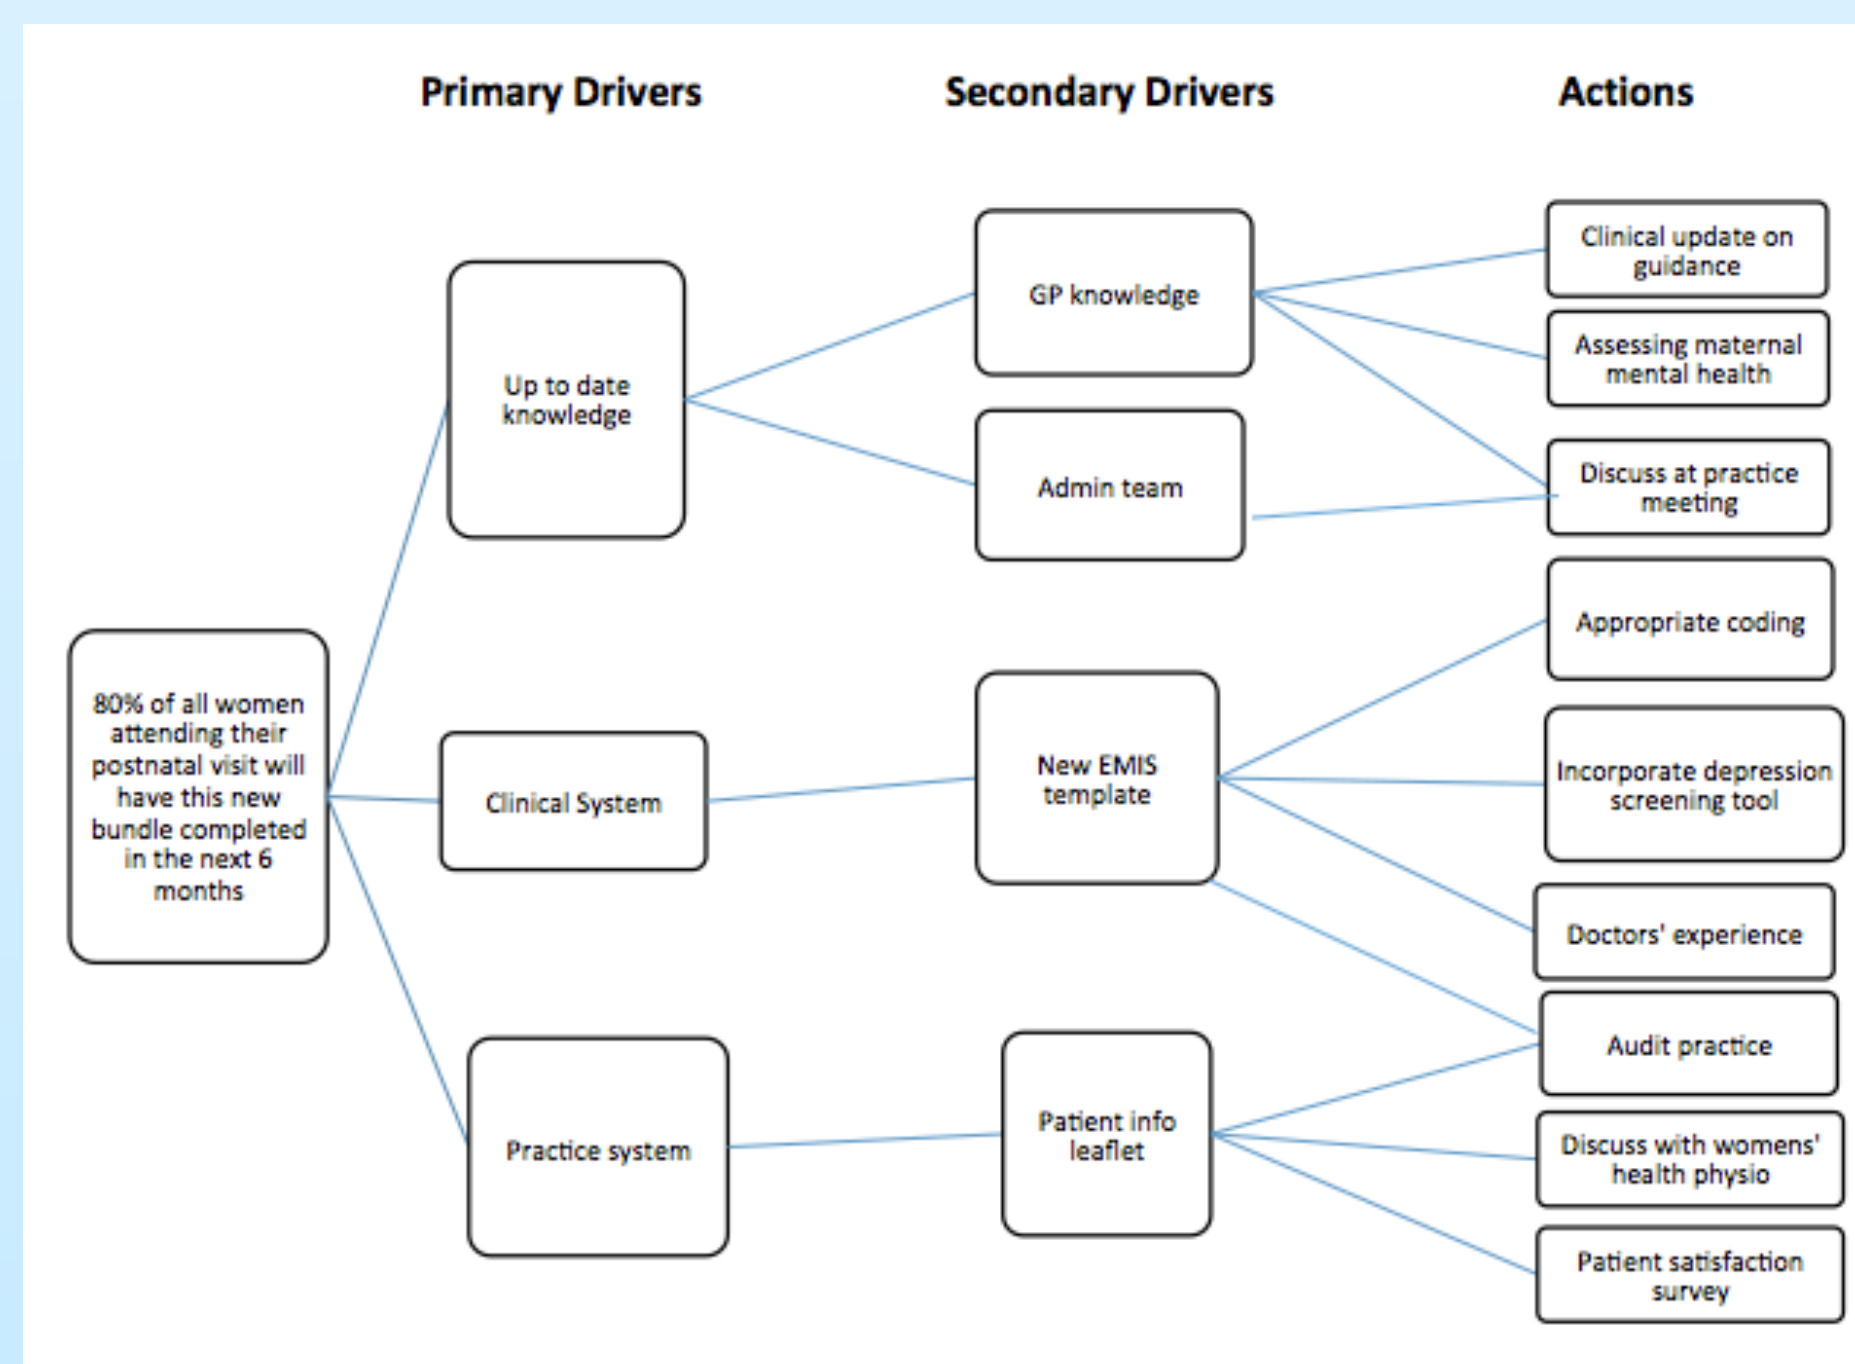 Primary Drivers
Secondary Drivers
Actions
80% of all women
attending their
postnatal visit will
have this new
bundle completed
in the next 6
months
Up to date
knowledge
Clinical System
Practice system
GP knowledge
Admin team
New EMIS
template
Patient info
leaflet
Clinical update on
guidance
Assessing maternal
mental health
Discuss at practice
meeting
Appropriate coding
Incorporate depression
screening tool
Doctors' experience
Audit practice
Discuss with womens'
health physio
Patient satisfaction
survey